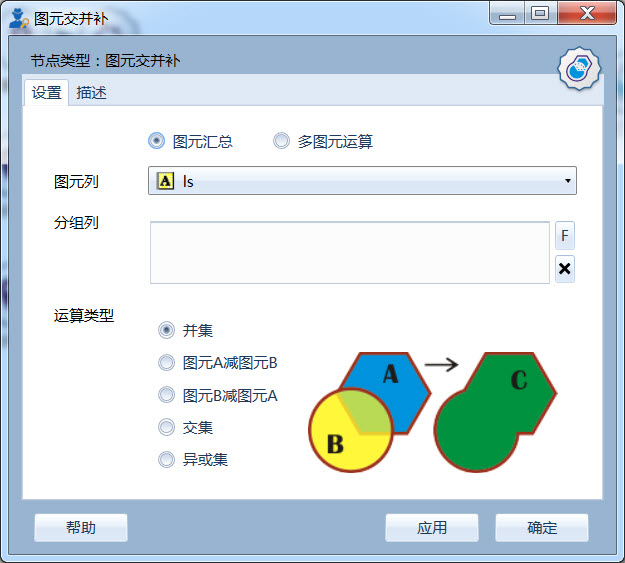 图元交并补
节点类型：图元交并补
设置 描述
图元汇总 多图元运算
图元列 A ls
分组列
F
运算类型
并集
图元A减图元B
图元B减图元A
交集
异或集
A C
B
帮助 应用 确定